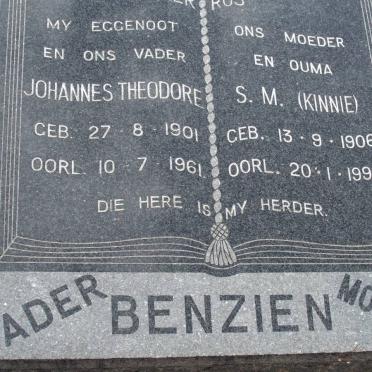 RUS
MY EGGENOOT
EN ONS VADER
JOHANNES THEODORE
GEB. 27-8-1901
OORL. 10-7-1961
ONS MOEDER
EN OUMA
S. M. (KINNIE)
GEB. 13-9-1906
OORL. 20-1-199
DIE HERE IS MY HERDER.
VADER BENZIEN MO